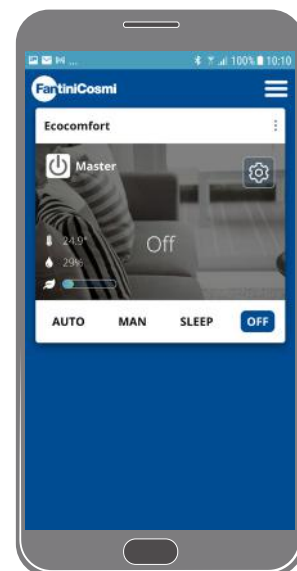 100% 10:10
FantiniCosmi
Ecocomfort
Master
24,9°
Off
29%
AUTO MAN SLEEP OFF